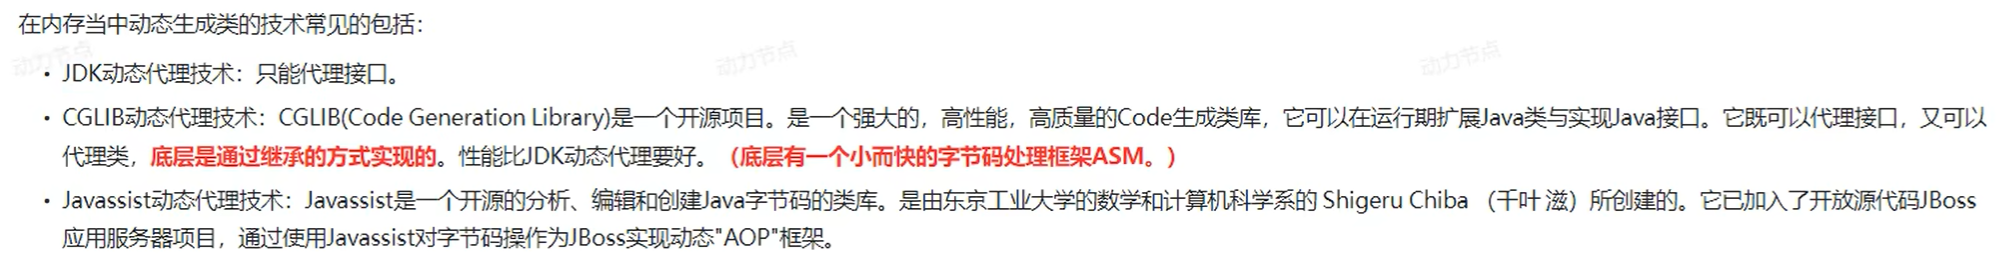 在内存当中动态生成类的技术常见的包括：
动力节点 动力节点 动力节点
• JDK动态代理技术：只能代理接口。
• CGLIB动态代理技术：CGLIB(Code Generation Library)是一个开源项目。是一个强大的，高性能，高质量的Code生成类库，它可以在运行期扩展Java类与实现Java接口。它既可以代理接口，又可以
代理类，底层是通过继承的方式实现的。性能比JDK动态代理要好。（底层有一个小而快的字节码处理框架ASM。）
• Javassist动态代理技术：Javassist是一个开源的分析、编辑和创建Java字节码的类库。是由东京工业大学的数学和计算机科学系的 Shigeru Chiba （千叶 滋）所创建的。它已加入了开放源代码JBoss
应用服务器项目，通过使用Javassist对字节码操作为JBoss实现动态"AOP"框架。